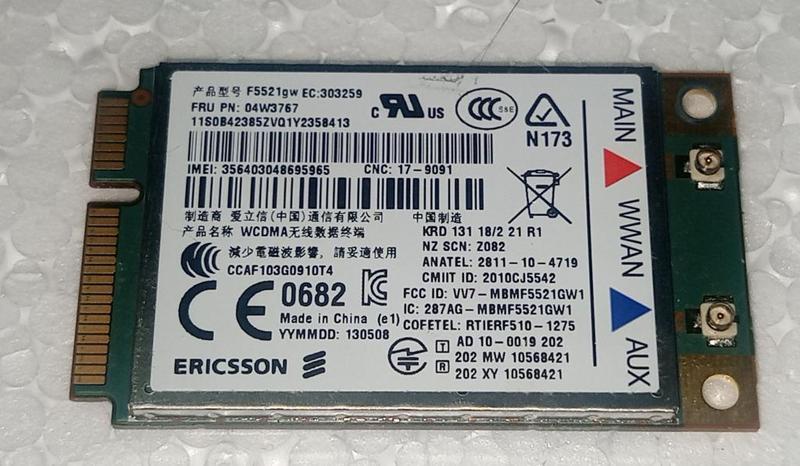 产品型号 F5521gw EC:303259
FRU PN: 04W3767
11S0B42385ZVQ1Y2358413
C UL US
CCC S&E
N173
IMEI: 356403048695965 CNC: 17-9091
制造商 爱立信(中国)通信有限公司 中国制造
产品名称 WCDMA无线数据终端
KRD 131 18/2 21 R1
NZ SCN: Z082
減少電磁波影響，請妥適使用
ANATEL: 2811-10-4719
CCAF103G0910T4
CMIIT ID: 2010CJ5542
CE 0682
FCC ID: VV7-MBMF5521GW1
IC: 287AG-MBMF5521GW1
Made in China (e1)
COFETEL: RTIERF510-1275
YYMMDD: 130508
T AD 10-0019 202
202 MW 10568421
R 202 XY 10568421
ERICSSON
MAIN
WWAN
AUX